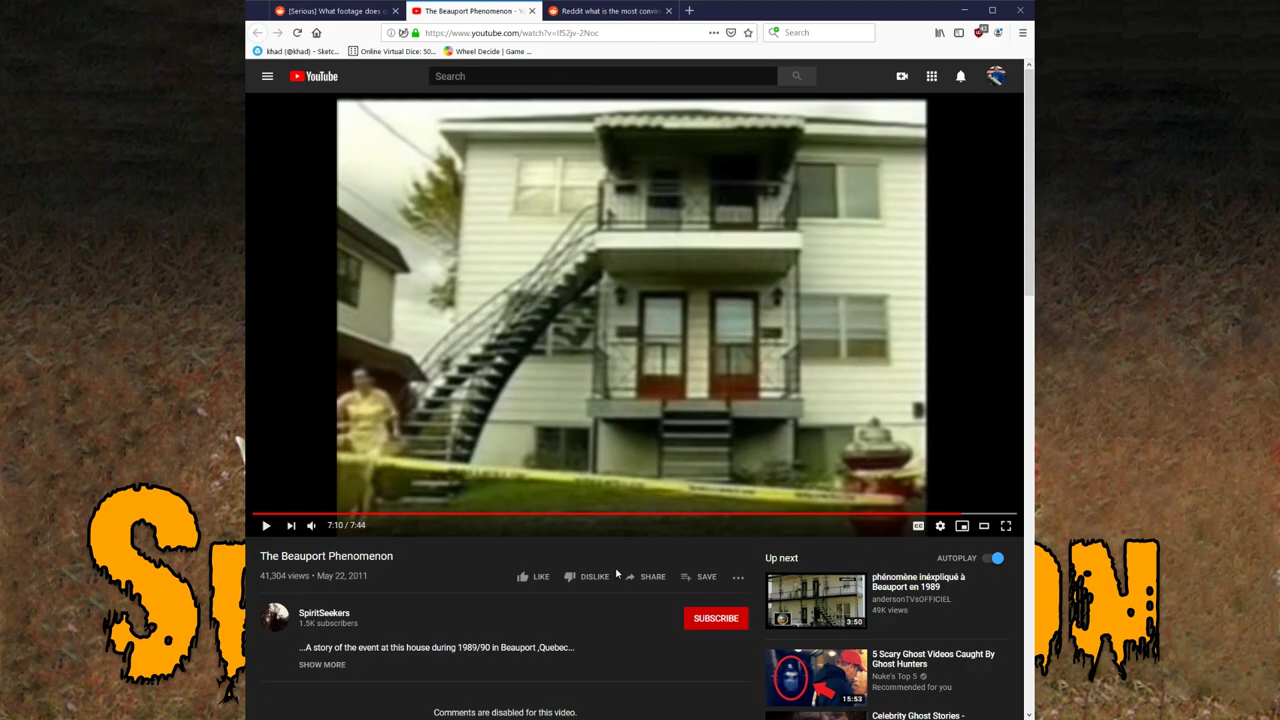 [Serious] What footage does c
The Beauport Phenomenon - Y
Reddit what is the most convin
https://www.youtube.com/watch?v=IfS2jv-2Noc
Search
khad (@khad) - Sketc...
Online Virtual Dice: 50...
Wheel Decide | Game ...
YouTube
Search
7:10 / 7:44
CC
The Beauport Phenomenon
41,304 views • May 22, 2011
LIKE
DISLIKE
SHARE
SAVE
SpiritSeekers
1.5K subscribers
SUBSCRIBE
...A story of the event at this house during 1989/90 in Beauport ,Quebec...
SHOW MORE
Comments are disabled for this video.
Up next
AUTOPLAY
phénomène inéxpliqué à
Beauport en 1989
andersonTVsOFFICIEL
49K views
3:50
5 Scary Ghost Videos Caught By
Ghost Hunters
Nuke's Top 5
Recommended for you
15:53
Celebrity Ghost Stories -